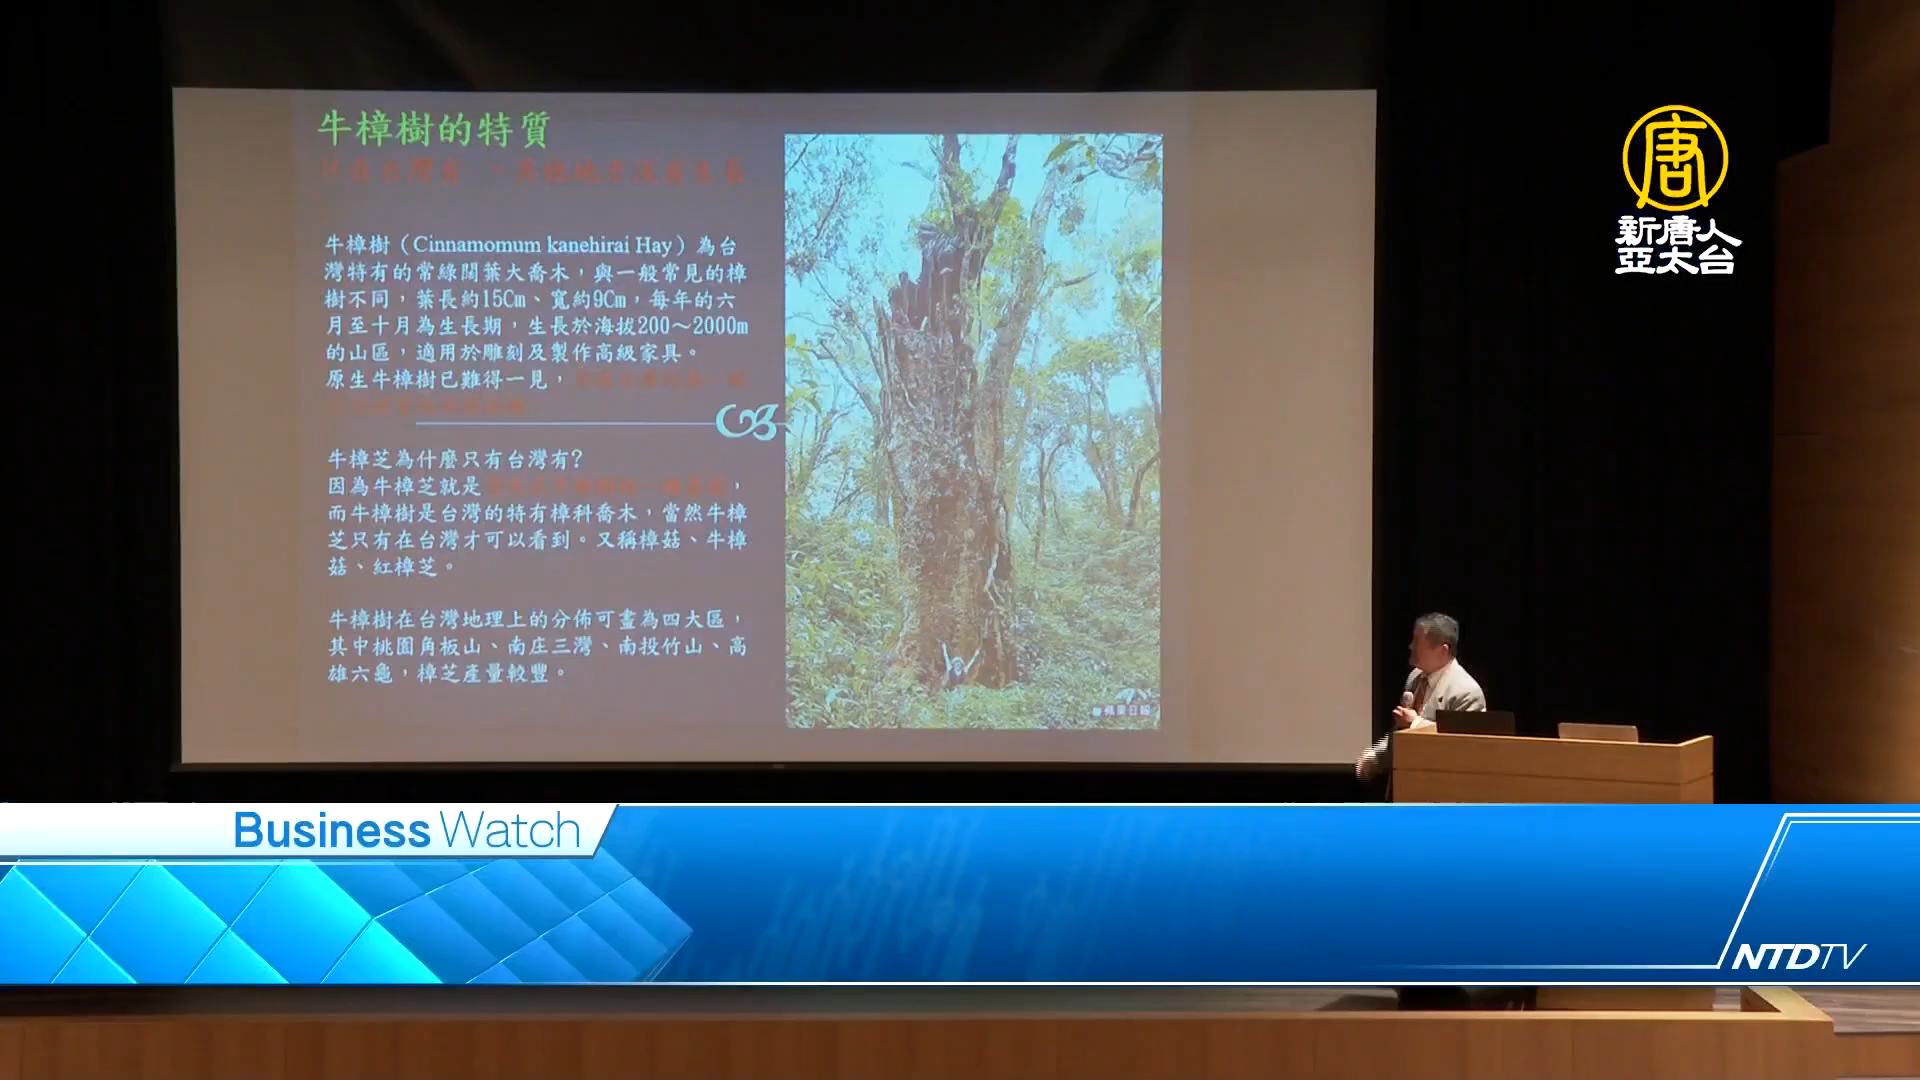 牛樟樹的特質
牛樟樹（Cinnamomum kanehirai Hay）為台
灣特有的常綠闊葉大喬木，與一般常見的樟
樹不同，葉長約15Cm、寬約9Cm，每年的六
月至十月為生長期，生長於海拔200～2000m
的山區，適用於雕刻及製作高級家具。
原生牛樟樹已難得一見，
牛樟芝為什麼只有台灣有?
因為牛樟芝就是
而牛樟樹是台灣的特有樟科喬木，當然牛樟
芝只有在台灣才可以看到。又稱樟菇、牛樟
菇、紅樟芝。
牛樟樹在台灣地理上的分佈可畫為四大區，
其中桃園角板山、南庄三灣、南投竹山、高
雄六龜，樟芝產量較豐。
蘋果日報
唐
新唐人
亞太台
Business Watch
NTDTV